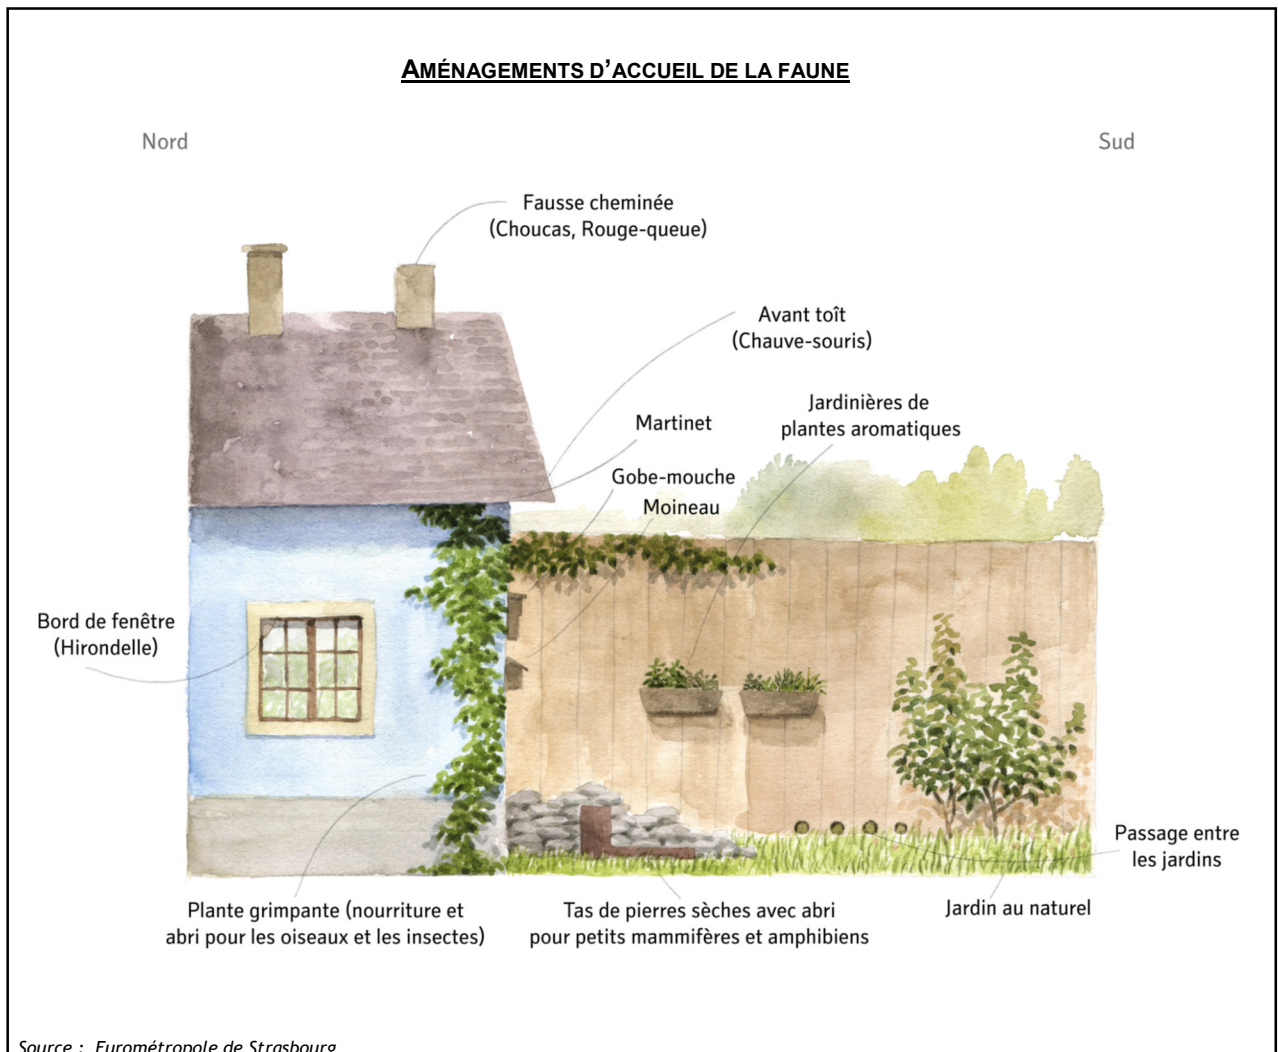 AMÉNAGEMENTS D'ACCUEIL DE LA FAUNE
Nord
Sud
Fausse cheminée
(Choucas, Rouge-queue)
Avant toît
(Chauve-souris)
Jardinières de
plantes aromatiques
Martinet
Gobe-mouche
Moineau
Bord de fenêtre
(Hirondelle)
Passage entre
les jardins
Plante grimpante (nourriture et
abri pour les oiseaux et les insectes)
Tas de pierres sèches avec abri
pour petits mammifères et amphibiens
Jardin au naturel
Source : Eurométropole de Strasbourg